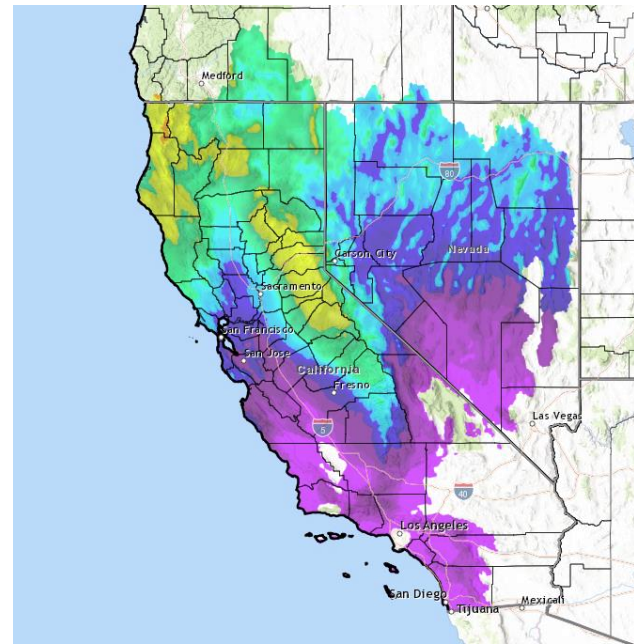 Medford
80
Carson City
Nevada
Sacramento
San Francisco
San Jose
California
Fresno
Las Vegas
5
40
Los Angeles
San Diego
Mexicali
Tijuana